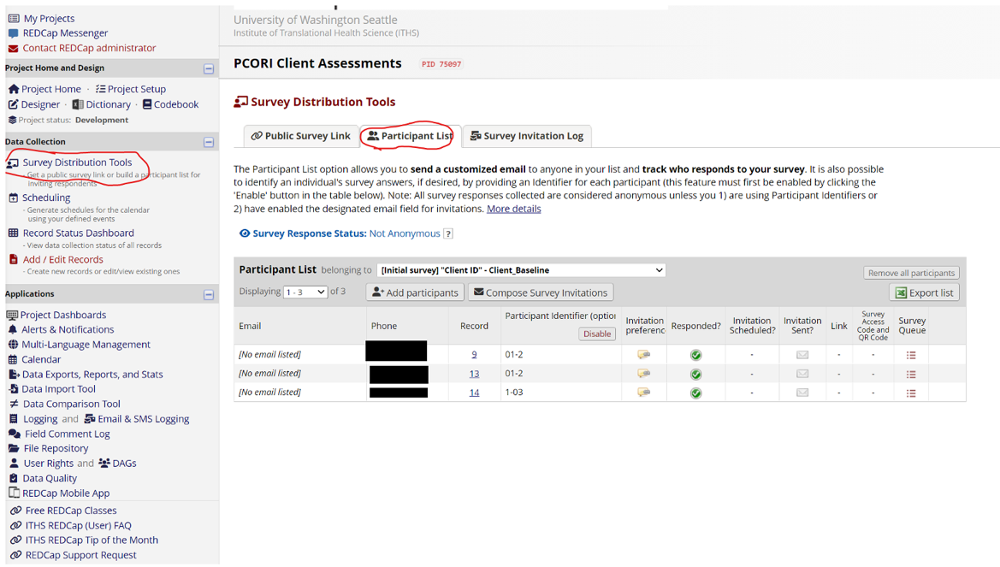 My Projects
REDCap Messenger
Contact REDCap administrator
Project Home and Design
Project Home · Project Setup
Designer · Dictionary · Codebook
Project status: Development
Data Collection
Survey Distribution Tools
- Get a public survey link or build a participant list for
inviting respondents
Scheduling
- Generate schedules for the calendar
using your defined events
Record Status Dashboard
- View data collection status of all records
Add / Edit Records
- Create new records or edit/view existing ones
Applications
Project Dashboards
Alerts & Notifications
Multi-Language Management
Calendar
Data Exports, Reports, and Stats
Data Import Tool
Data Comparison Tool
Logging and Email & SMS Logging
Field Comment Log
File Repository
User Rights and DAGs
Data Quality
REDCap Mobile App
Free REDCap Classes
ITHS REDCap (User) FAQ
ITHS REDCap Tip of the Month
REDCap Support Request
University of Washington Seattle
Institute of Translational Health Science (ITHS)
PCORI Client Assessments PID 75097
Survey Distribution Tools
Public Survey Link Participant List Survey Invitation Log
The Participant List option allows you to send a customized email to anyone in your list and track who responds to your survey. It is also possible
to identify an individual's survey answers, if desired, by providing an Identifier for each participant (this feature must first be enabled by clicking the
'Enable' button in the table below). Note: All survey responses collected are considered anonymous unless you 1) are using Participant Identifiers or
2) have enabled the designated email field for invitations. More details
Survey Response Status: Not Anonymous ?
Participant List belonging to [Initial survey] "Client ID" - Client_Baseline
Remove all participants
Displaying 1 - 3 of 3 Add participants Compose Survey Invitations Export list
Email Phone Record Participant Identifier (option Disable Invitation preferenc Responded? Invitation Scheduled? Invitation Sent? Link Survey Access Code and QR Code Survey Queue
[No email listed] 9 01-2 - - -
[No email listed] 13 01-2 - - -
[No email listed] 14 1-03 - - -